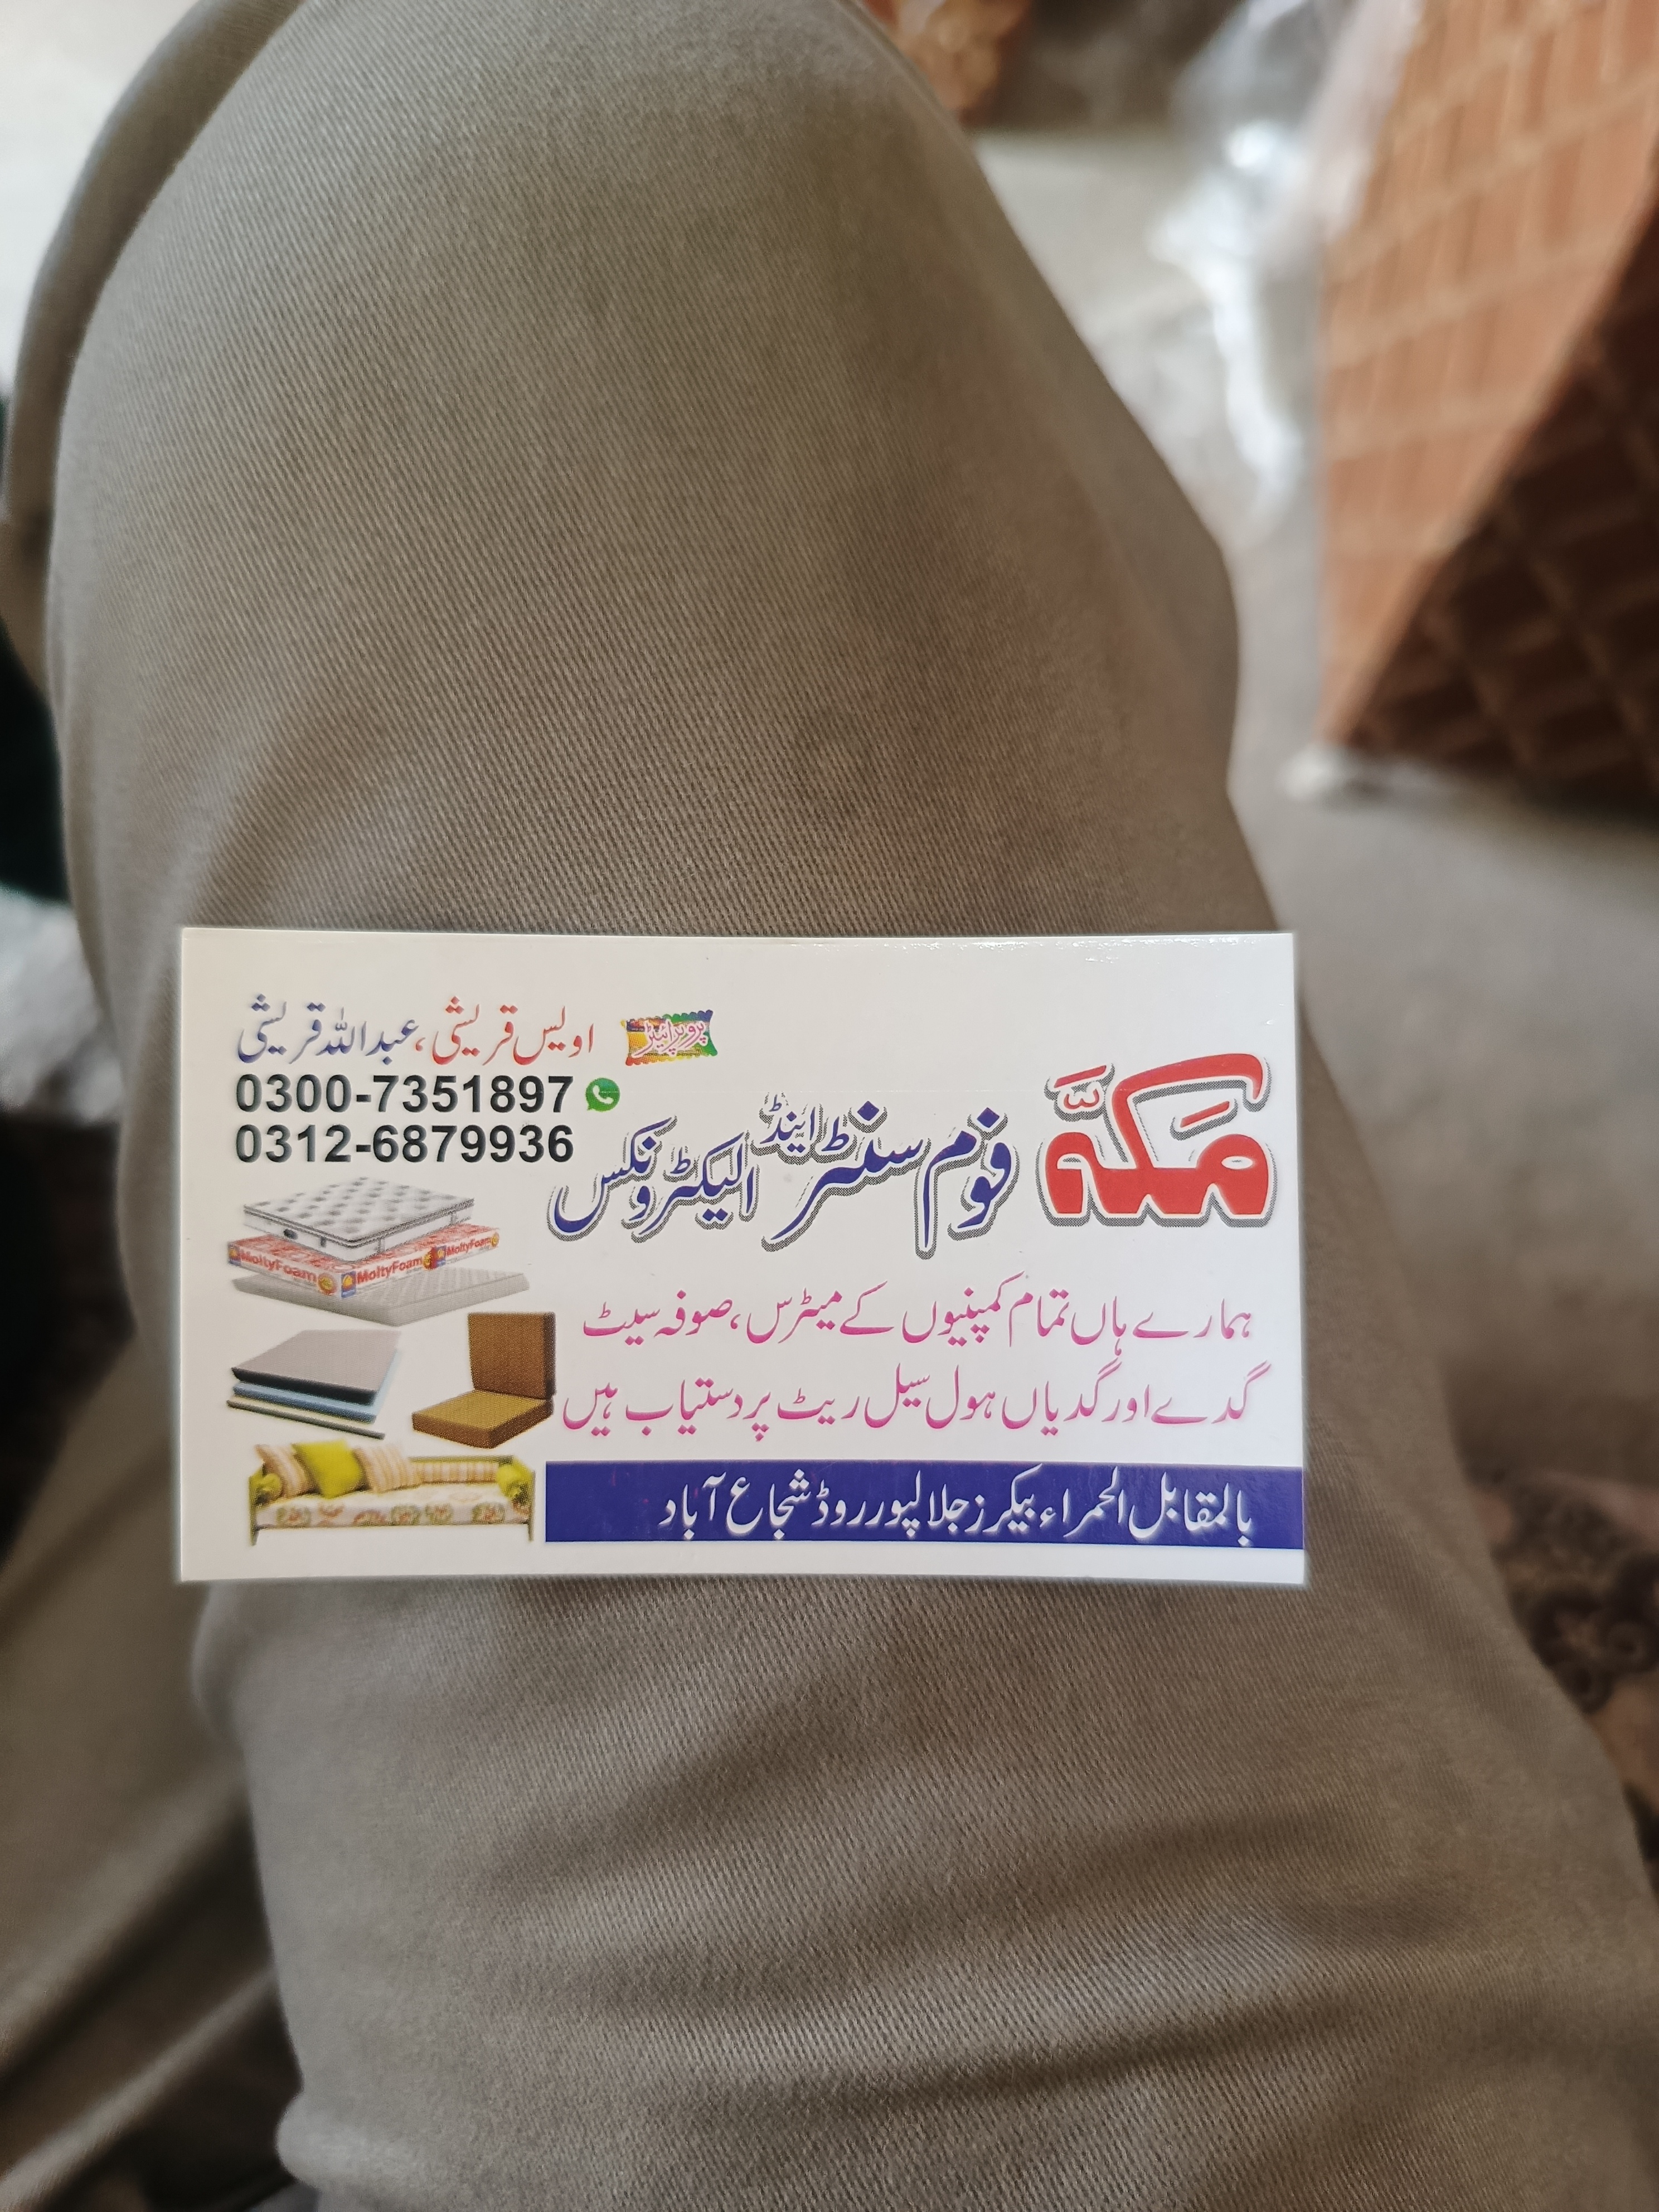 پروپرائیٹر
اویس قریشی، عبداللہ قریشی
0300-7351897
0312-6879936
مکہّ
فوم سنٹر اینڈ الیکٹرونکس
MoltyFoam MoltyFoam MoltyFoam
ہمارے ہاں تمام کمپنیوں کے میٹرس، صوفہ سیٹ
گدے اور گدیاں ہول سیل ریٹ پر دستیاب ہیں
بالمقابل الحمراء بیکرز جلالپور روڈ شجاع آباد